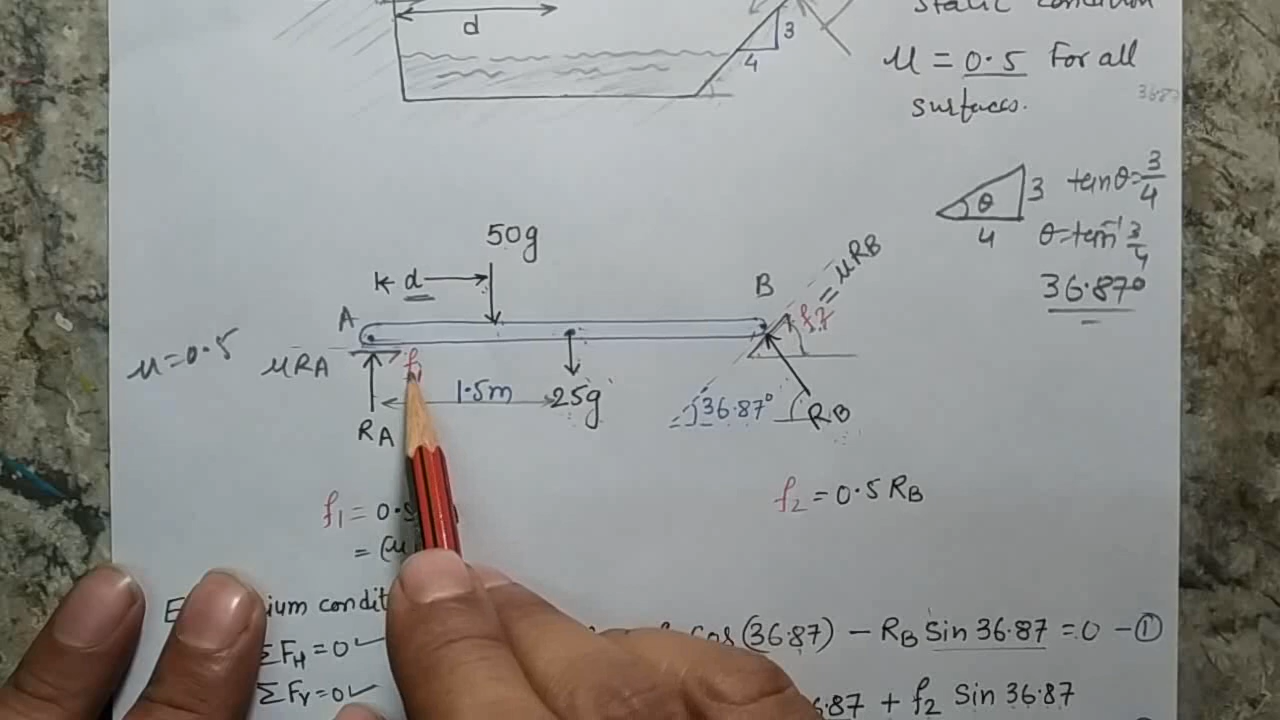 static condition
d
3
4
μ = 0.5 For all
surfaces.
3687
3 tanθ=3/4
θ
4 θ=tan⁻¹ 3/4
36.87°
50g
d
A
B
f2 = μRB
μ=0.5
μRA
f1
1.5m
25g
36.87°
RA
RB
f1 = 0.5
= (μ
f2 = 0.5 RB
condit
cos(36.87) − RB sin 36.87 = 0 − ①
ΣFH = 0 ✓
ΣFY = 0 ✓
.87 + f2 sin 36.87